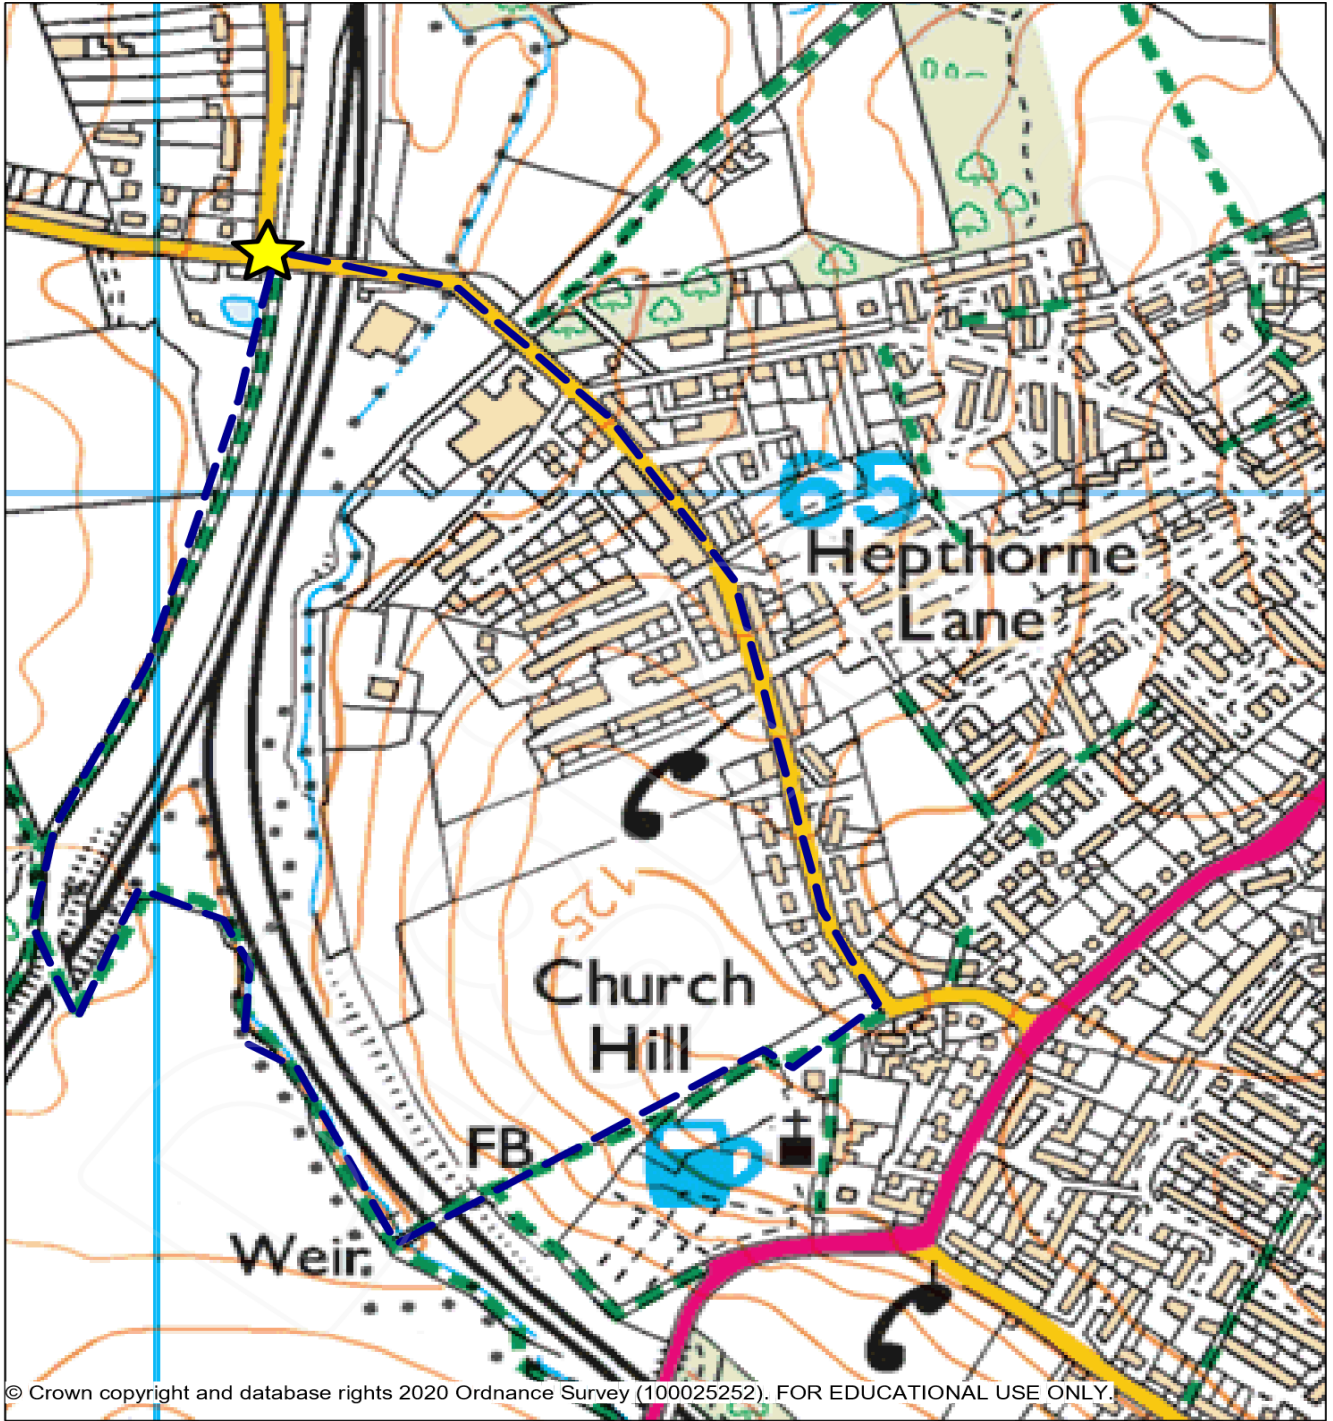 65
Hepthorne
Lane
125
Church
Hill
FB
Weir
© Crown copyright and database rights 2020 Ordnance Survey (100025252). FOR EDUCATIONAL USE ONLY.